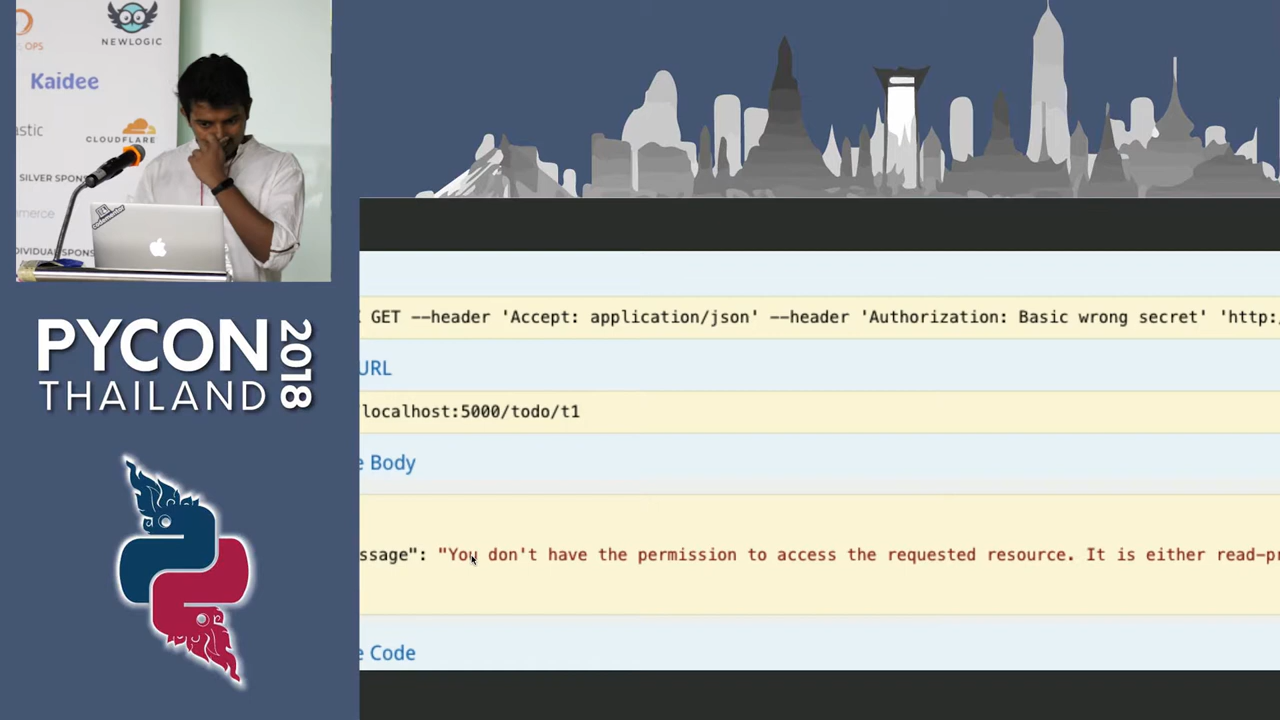 OPS
NEWLOGIC
Kaidee
astic
CLOUDFLARE
SILVER SPONS
mmerce
DIVIDUAL SPONS
PYCON
THAILAND
2018
GET --header 'Accept: application/json' --header 'Authorization: Basic wrong secret' 'http:
URL
localhost:5000/todo/t1
e Body
ssage": "You don't have the permission to access the requested resource. It is either read-pr
e Code